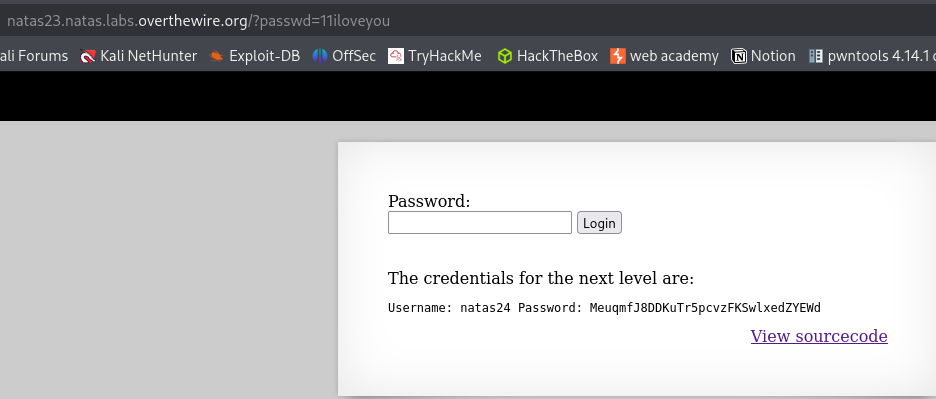 natas23.natas.labs.overthewire.org/?passwd=11iloveyou
ali Forums Kali NetHunter Exploit-DB OffSec TryHackMe HackTheBox web academy Notion pwntools 4.14.1
Password:
Login
The credentials for the next level are:
Username: natas24 Password: MeuqmfJ8DDKuTr5pcvzFKSwlxedZYEWd
View sourcecode